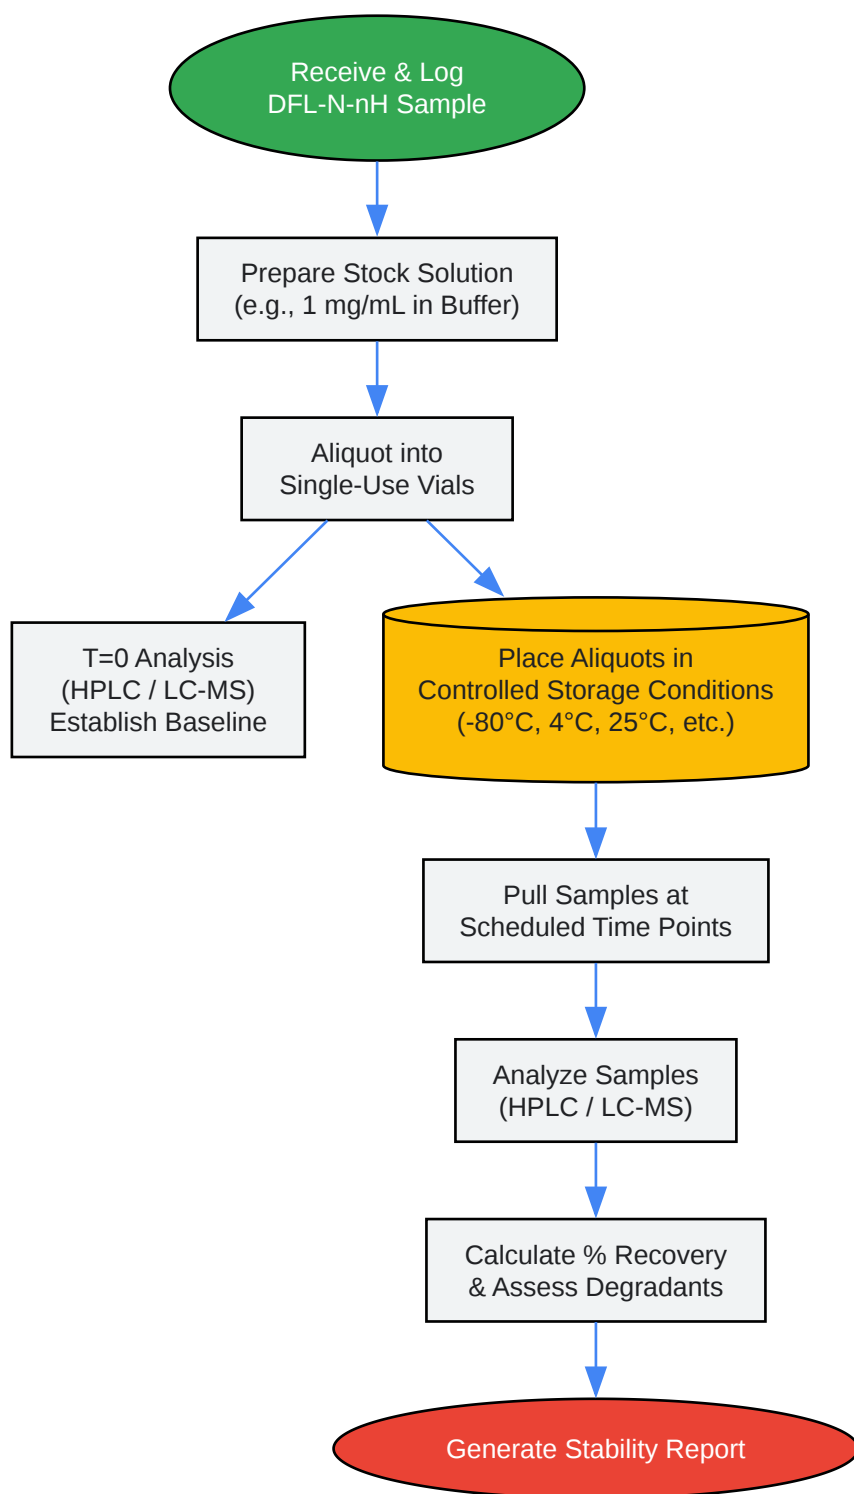 Receive & Log
DFL-N-nH Sample
Prepare Stock Solution
(e.g., 1 mg/mL in Buffer)
Aliquot into
Single-Use Vials
T=0 Analysis
(HPLC / LC-MS)
Establish Baseline
Place Aliquots in
Controlled Storage Conditions
(-80°C, 4°C, 25°C, etc.)
Pull Samples at
Scheduled Time Points
Analyze Samples
(HPLC / LC-MS)
Calculate % Recovery
& Assess Degradants
Generate Stability Report